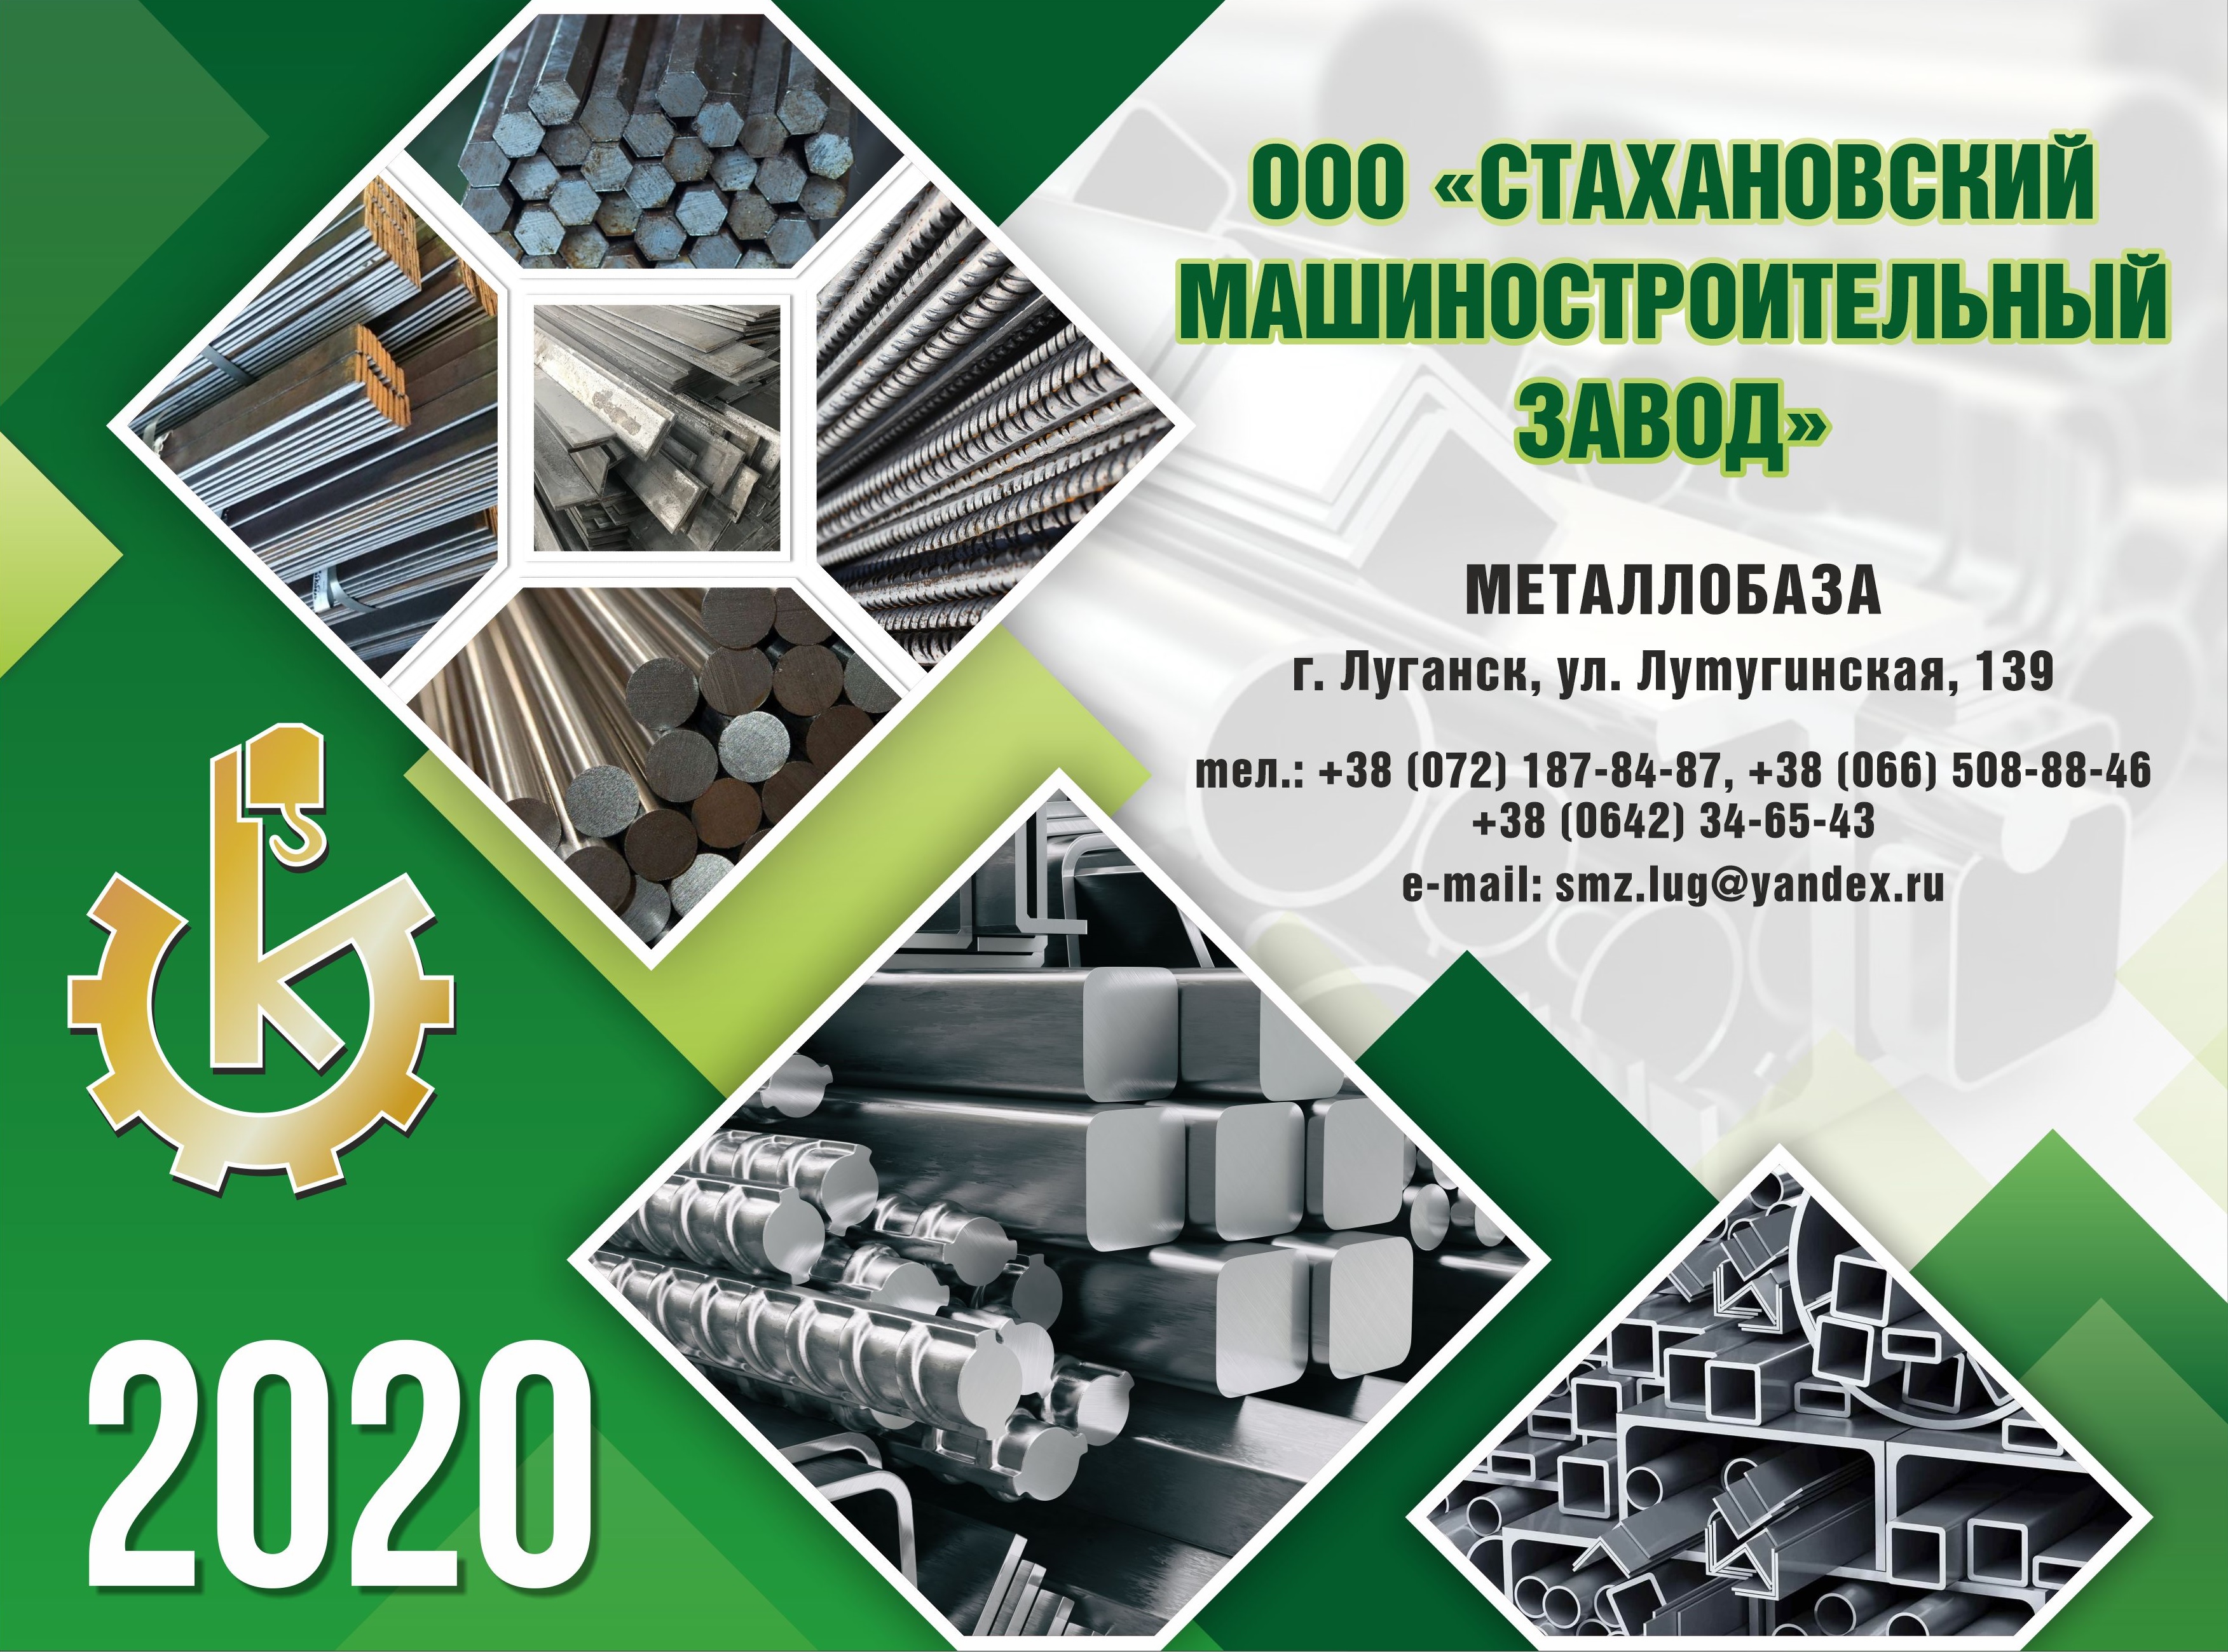 ООО «СТАХАНОВСКИЙ
МАШИНОСТРОИТЕЛЬНЫЙ
ЗАВОД»
МЕТАЛЛОБАЗА
г. Луганск, ул. Лутугинская, 139
тел.: +38 (072) 187-84-87, +38 (066) 508-88-46
+38 (0642) 34-65-43
e-mail: smz.lug@yandex.ru
2020